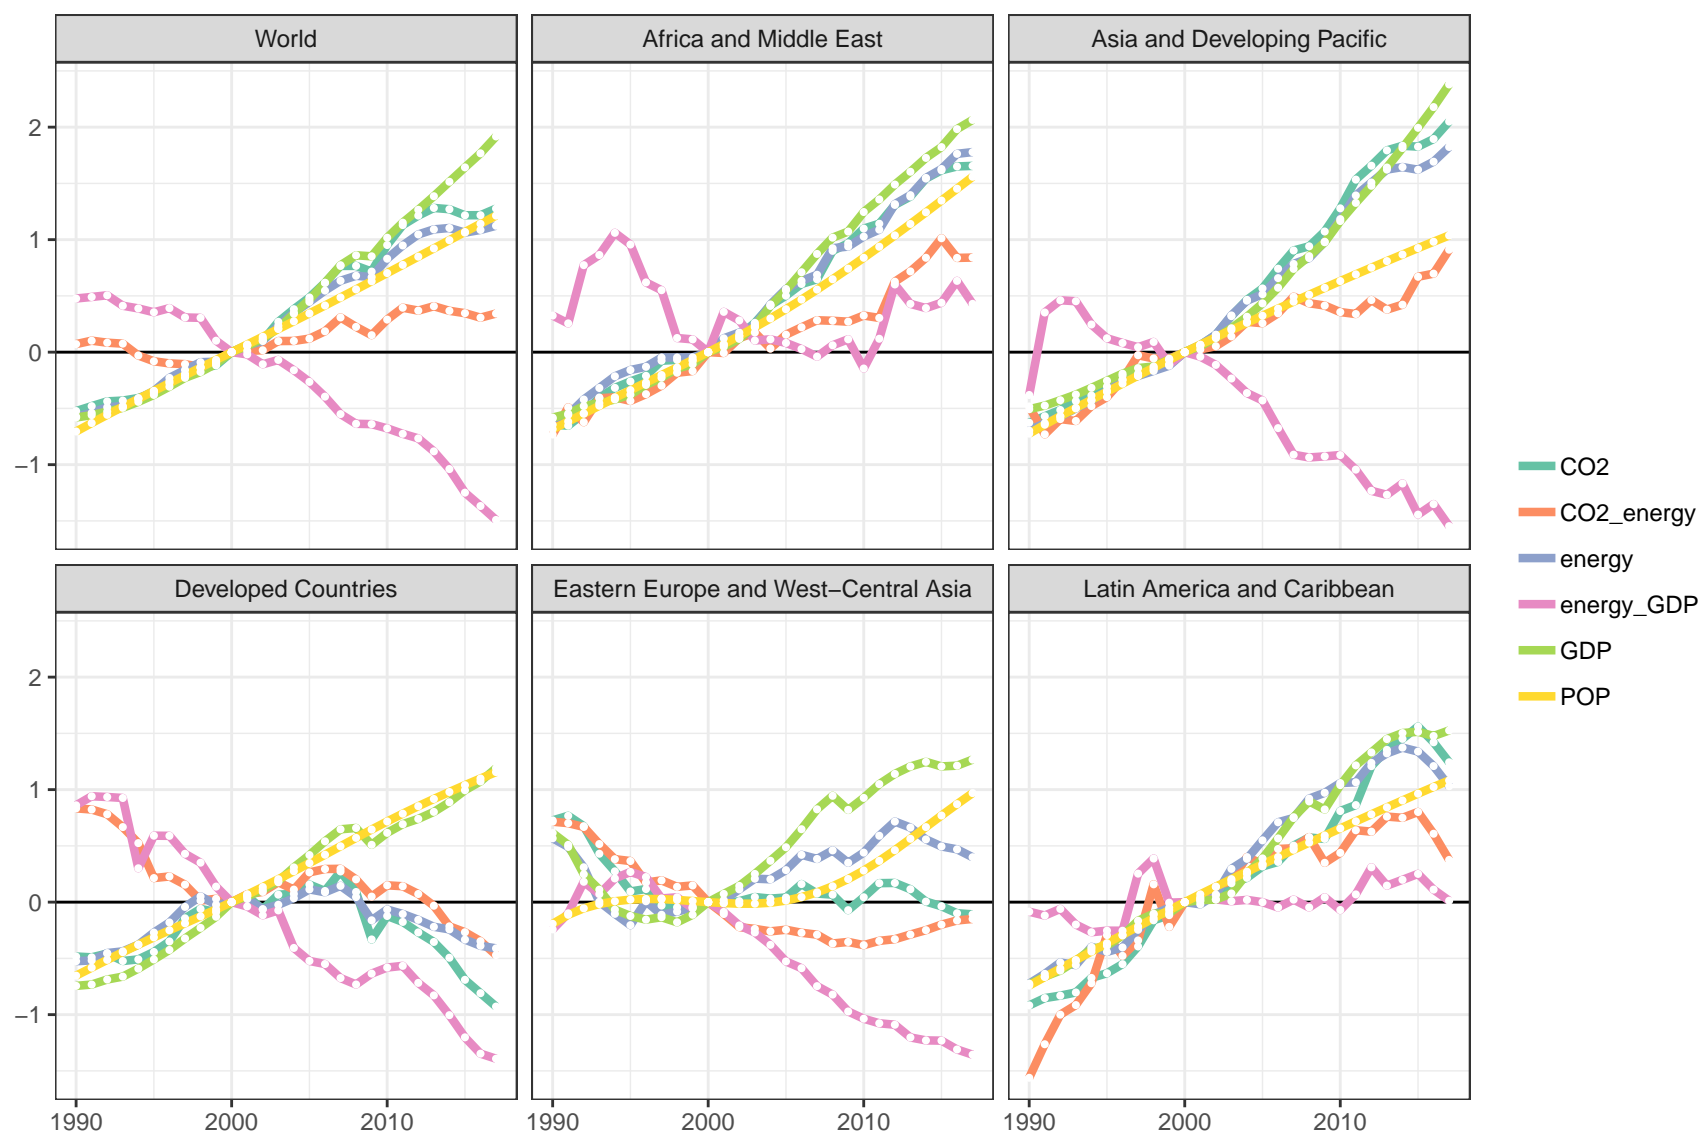 World
Africa and Middle East
Asia and Developing Pacific
2
1
0
−1
CO2
CO2_energy
energy
energy_GDP
GDP
POP
Developed Countries
Eastern Europe and West−Central Asia
Latin America and Caribbean
2
1
0
−1
1990 2000 2010
1990 2000 2010
1990 2000 2010